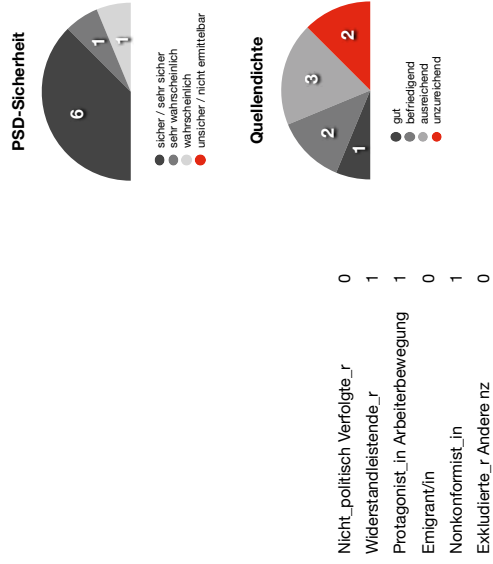 PSD-Sicherheit
6
1
1
sicher / sehr sicher
sehr wahrscheinlich
wahrscheinlich
unsicher / nicht ermittelbar
Quellendichte
1
2
3
2
gut
befriedigend
ausreichend
unzureichend
Nicht_politisch Verfolgte_r 0
Widerstandleistende_r 1
Protagonist_in Arbeiterbewegung 1
Emigrant/in 0
Nonkonformist_in 1
Exkludierte_r Andere nz 0